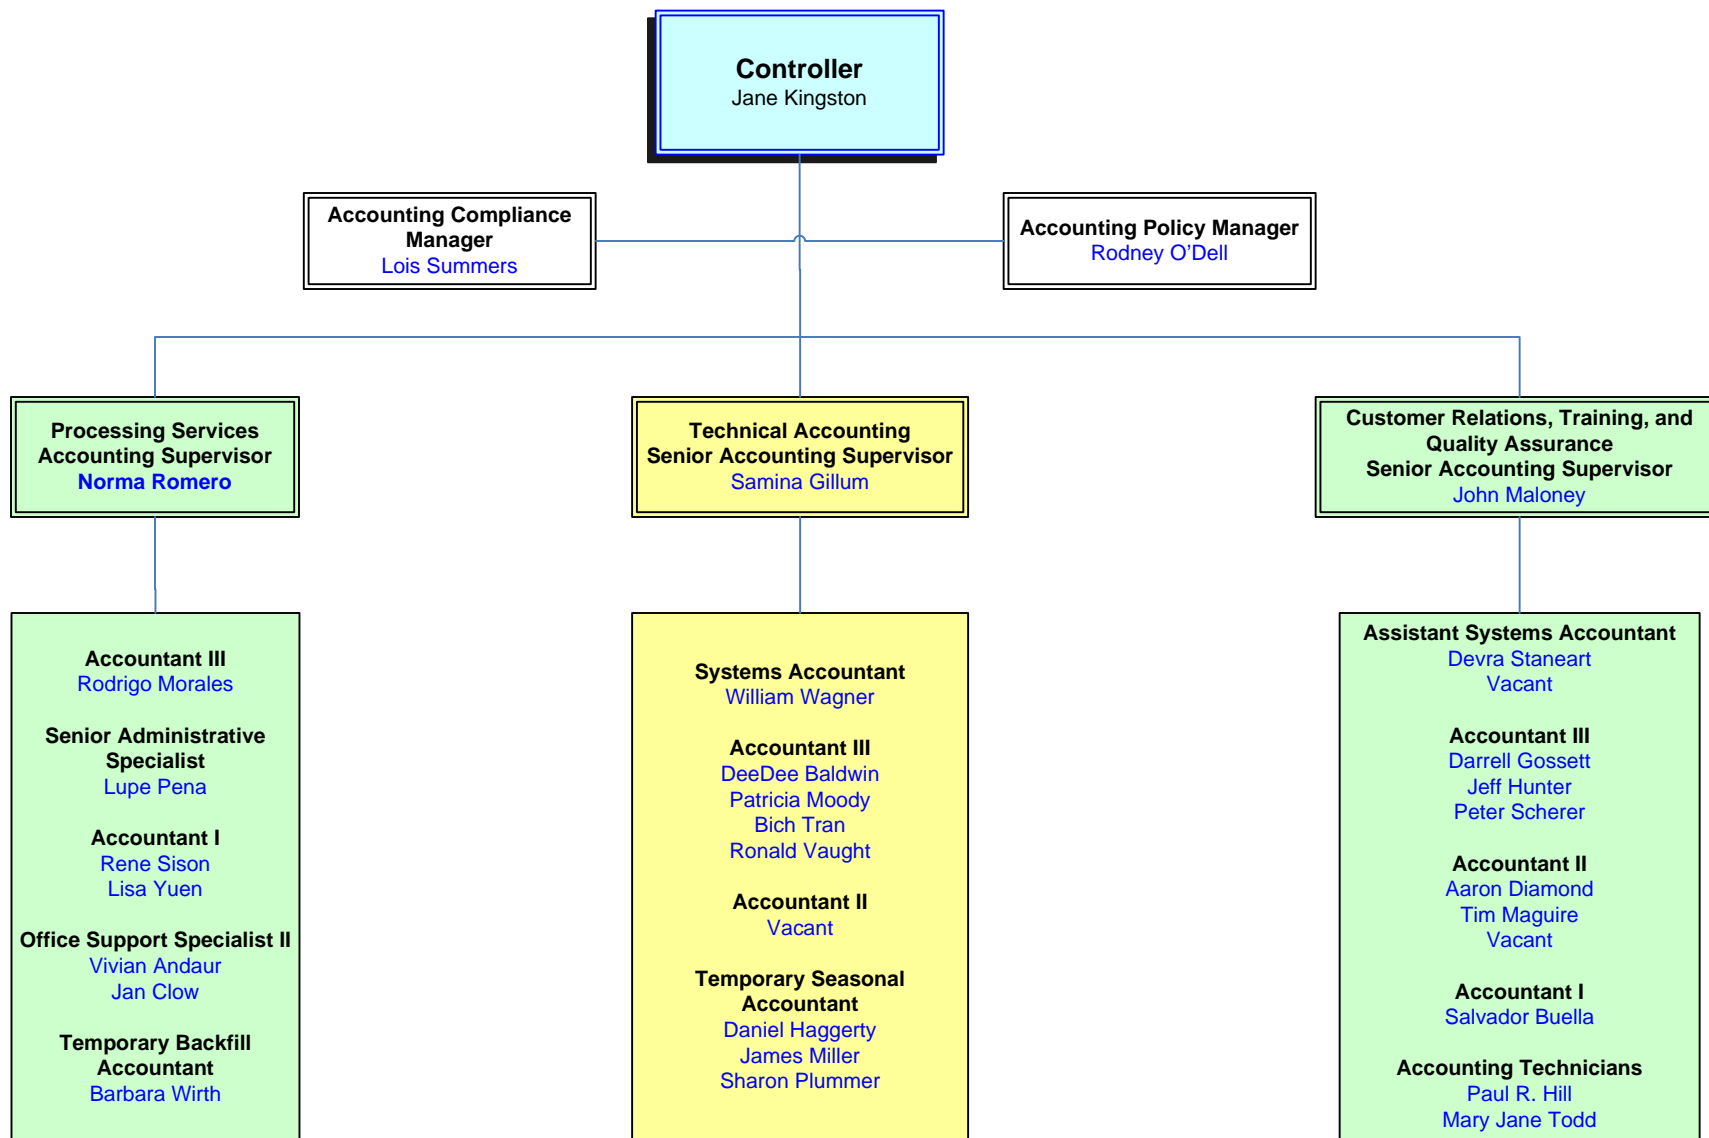 Controller
Jane Kingston
Accounting Compliance
Manager
Lois Summers
Accounting Policy Manager
Rodney O’Dell
Processing Services
Accounting Supervisor
Norma Romero
Technical Accounting
Senior Accounting Supervisor
Samina Gillum
Customer Relations, Training, and
Quality Assurance
Senior Accounting Supervisor
John Maloney
Accountant III
Rodrigo Morales
Senior Administrative
Specialist
Lupe Pena
Accountant I
Rene Sison
Lisa Yuen
Office Support Specialist II
Vivian Andaur
Jan Clow
Temporary Backfill
Accountant
Barbara Wirth
Systems Accountant
William Wagner
Accountant III
DeeDee Baldwin
Patricia Moody
Bich Tran
Ronald Vaught
Accountant II
Vacant
Temporary Seasonal
Accountant
Daniel Haggerty
James Miller
Sharon Plummer
Assistant Systems Accountant
Devra Staneart
Vacant
Accountant III
Darrell Gossett
Jeff Hunter
Peter Scherer
Accountant II
Aaron Diamond
Tim Maguire
Vacant
Accountant I
Salvador Buella
Accounting Technicians
Paul R. Hill
Mary Jane Todd